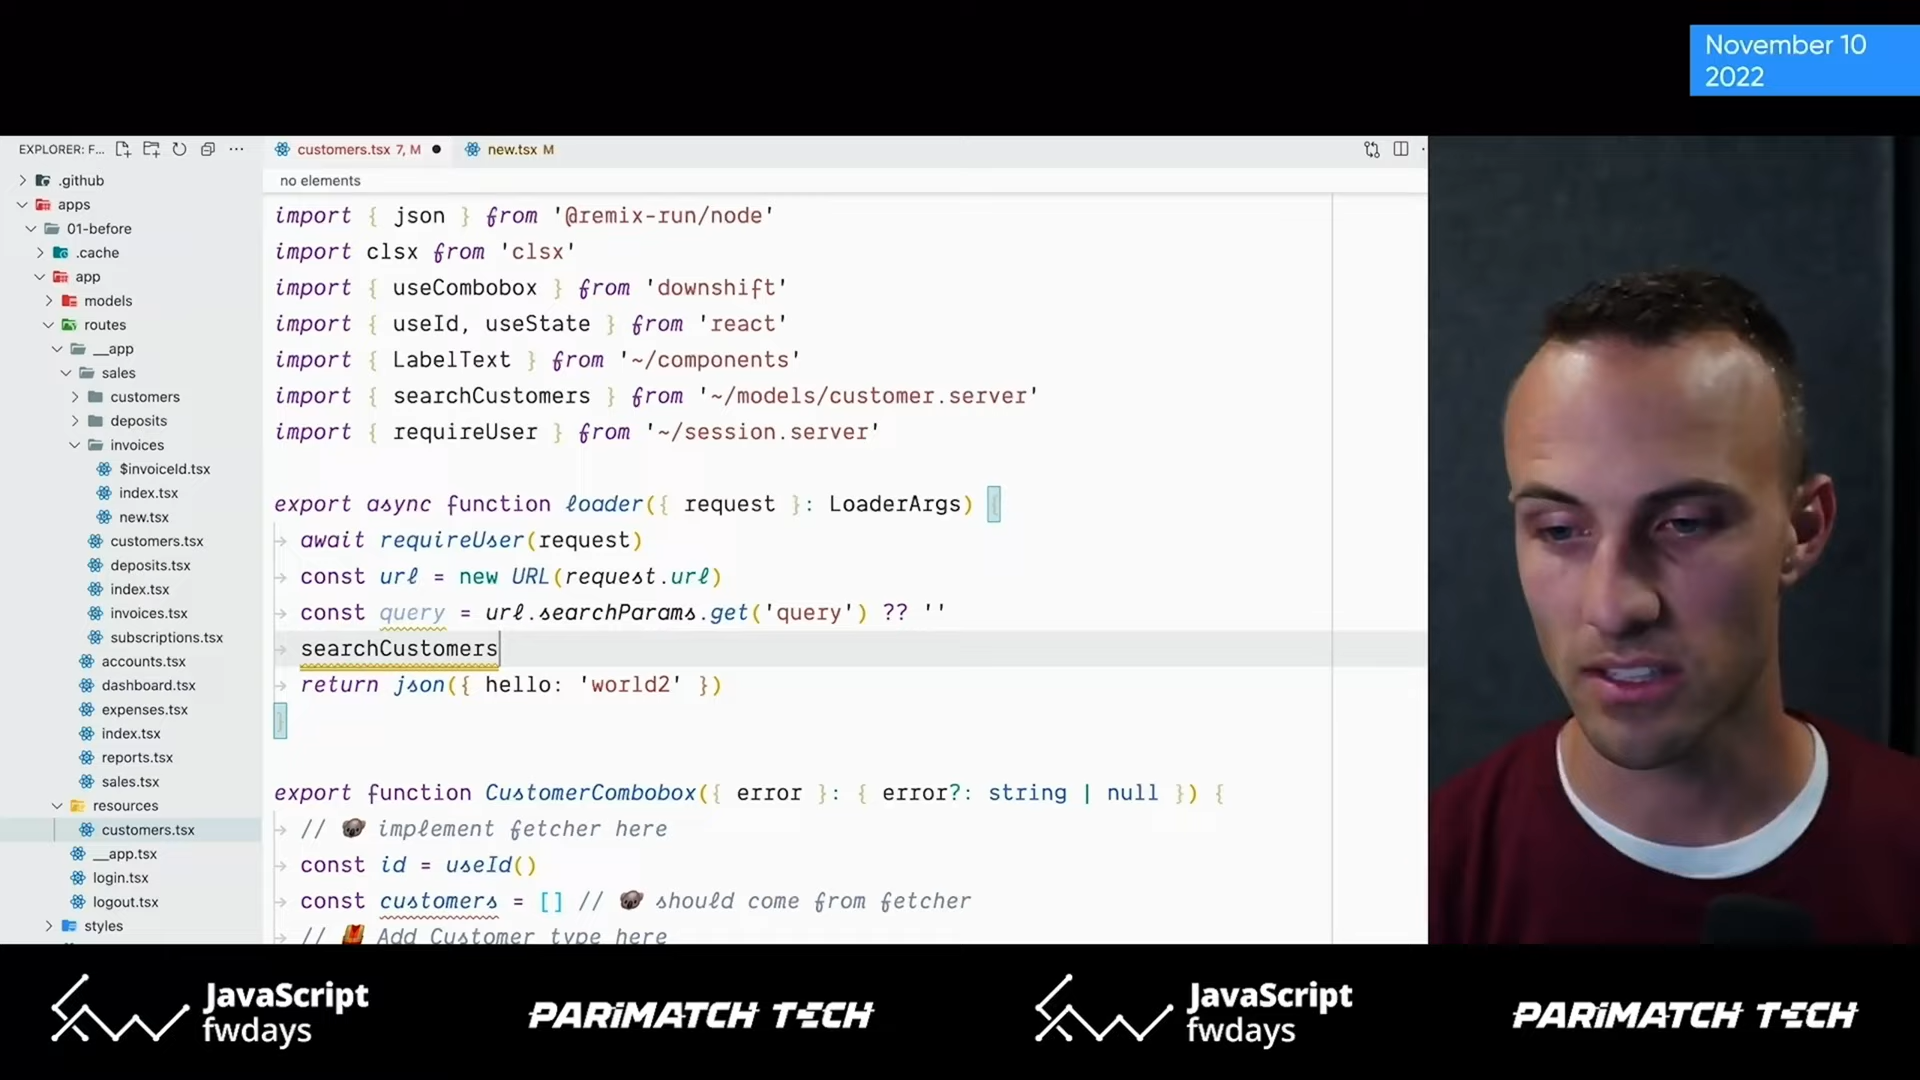 November 10
2022
EXPLORER: F...
customers.tsx 7, M
new.tsx M
no elements
.github
apps
01-before
.cache
app
models
routes
__app
sales
customers
deposits
invoices
$invoiceId.tsx
index.tsx
new.tsx
customers.tsx
deposits.tsx
index.tsx
invoices.tsx
subscriptions.tsx
accounts.tsx
dashboard.tsx
expenses.tsx
index.tsx
reports.tsx
sales.tsx
resources
customers.tsx
__app.tsx
login.tsx
logout.tsx
styles
import { json } from '@remix-run/node'
import clsx from 'clsx'
import { useCombobox } from 'downshift'
import { useId, useState } from 'react'
import { LabelText } from '~/components'
import { searchCustomers } from '~/models/customer.server'
import { requireUser } from '~/session.server'
export async function loader({ request }: LoaderArgs) {
await requireUser(request)
const url = new URL(request.url)
const query = url.searchParams.get('query') ?? ''
searchCustomers
return json({ hello: 'world2' })
}
export function CustomerCombobox({ error }: { error?: string | null }) {
// 🐨 implement fetcher here
const id = useId()
const customers = [] // 🐨 should come from fetcher
// 🦺 Add Customer type here
JavaScript
fwdays
PARIMATCH TECH
JavaScript
fwdays
PARIMATCH TECH